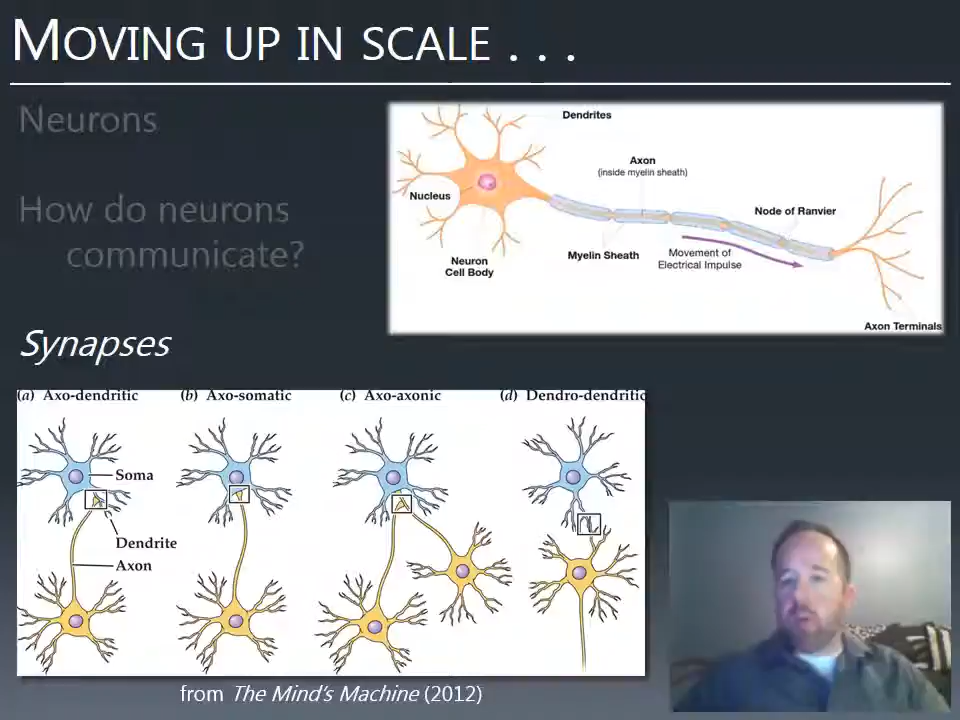 MOVING UP IN SCALE . . .
Neurons
How do neurons
communicate?
Synapses
Dendrites
Axon
(inside myelin sheath)
Nucleus
Node of Ranvier
Neuron
Cell Body
Myelin Sheath
Movement of
Electrical Impulse
Axon Terminals
(a) Axo-dendritic
(b) Axo-somatic
(c) Axo-axonic
(d) Dendro-dendritic
Soma
Dendrite
Axon
from The Mind's Machine (2012)